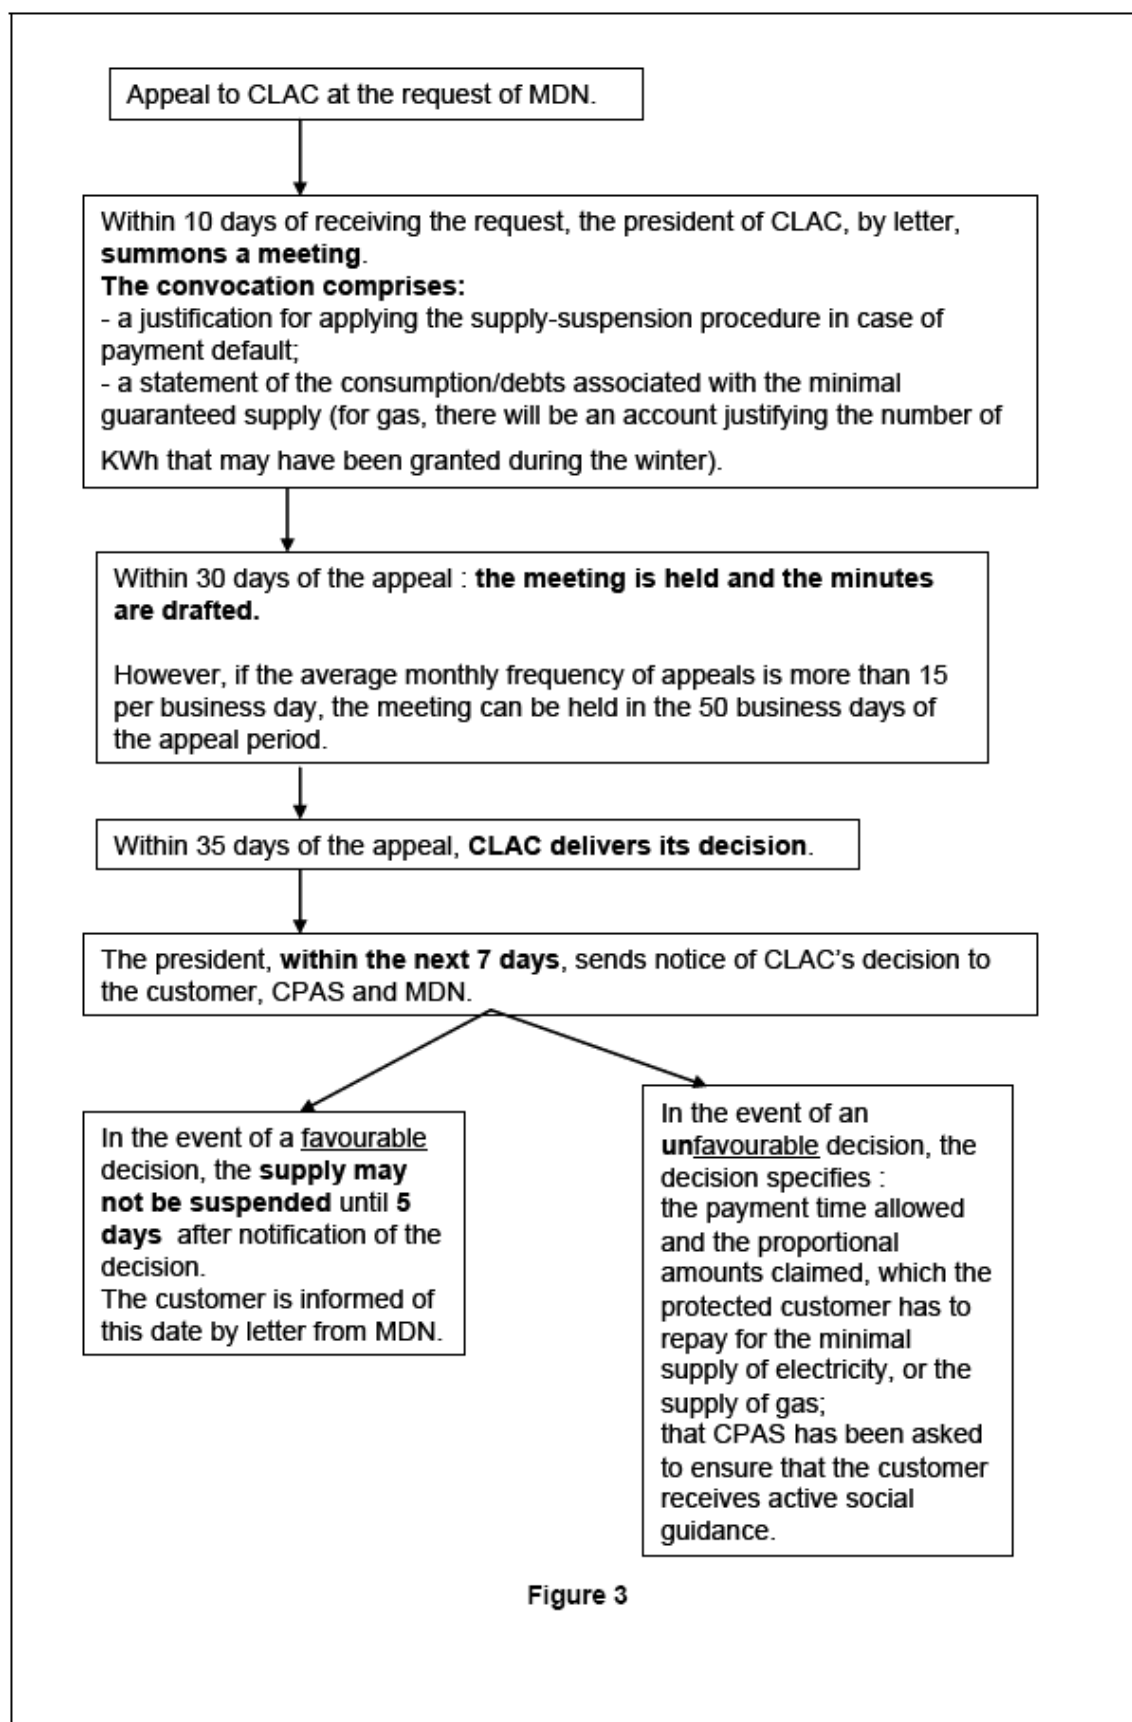 Appeal to CLAC at the request of MDN.
Within 10 days of receiving the request, the president of CLAC, by letter,
summons a meeting.
The convocation comprises:
- a justification for applying the supply-suspension procedure in case of
payment default;
- a statement of the consumption/debts associated with the minimal
guaranteed supply (for gas, there will be an account justifying the number of
KWh that may have been granted during the winter).
Within 30 days of the appeal : the meeting is held and the minutes
are drafted.
However, if the average monthly frequency of appeals is more than 15
per business day, the meeting can be held in the 50 business days of
the appeal period.
Within 35 days of the appeal, CLAC delivers its decision.
The president, within the next 7 days, sends notice of CLAC's decision to
the customer, CPAS and MDN.
In the event of a favourable
decision, the supply may
not be suspended until 5
days after notification of the
decision.
The customer is informed of
this date by letter from MDN.
In the event of an
unfavourable decision, the
decision specifies :
the payment time allowed
and the proportional
amounts claimed, which the
protected customer has to
repay for the minimal
supply of electricity, or the
supply of gas;
that CPAS has been asked
to ensure that the customer
receives active social
guidance.
Figure 3